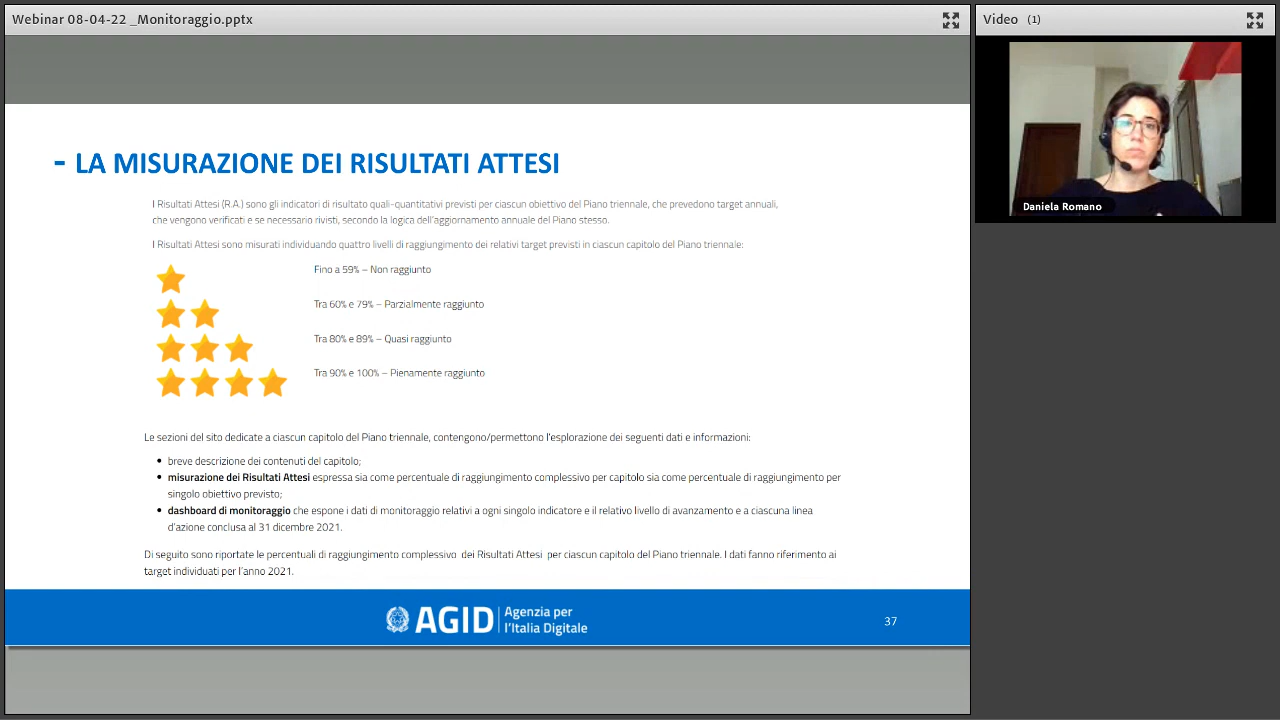 Webinar 08-04-22 _Monitoraggio.pptx
Video (1)
Daniela Romano
- LA MISURAZIONE DEI RISULTATI ATTESI
I Risultati Attesi (R.A.) sono gli indicatori di risultato quali-quantitativi previsti per ciascun obiettivo del Piano triennale, che prevedono target annuali,
che vengono verificati e se necessario rivisti, secondo la logica dell'aggiornamento annuale del Piano stesso.
I Risultati Attesi sono misurati individuando quattro livelli di raggiungimento dei relativi target previsti in ciascun capitolo del Piano triennale:
Fino a 59% – Non raggiunto
Tra 60% e 79% – Parzialmente raggiunto
Tra 80% e 89% – Quasi raggiunto
Tra 90% e 100% – Pienamente raggiunto
Le sezioni del sito dedicate a ciascun capitolo del Piano triennale, contengono/permettono l'esplorazione dei seguenti dati e informazioni:
• breve descrizione dei contenuti del capitolo;
• misurazione dei Risultati Attesi espressa sia come percentuale di raggiungimento complessivo per capitolo sia come percentuale di raggiungimento per
singolo obiettivo previsto;
• dashboard di monitoraggio che espone i dati di monitoraggio relativi a ogni singolo indicatore e il relativo livello di avanzamento e a ciascuna linea
d'azione conclusa al 31 dicembre 2021.
Di seguito sono riportate le percentuali di raggiungimento complessivo dei Risultati Attesi per ciascun capitolo del Piano triennale. I dati fanno riferimento ai
target individuati per l'anno 2021.
AGID Agenzia per
l'Italia Digitale
37